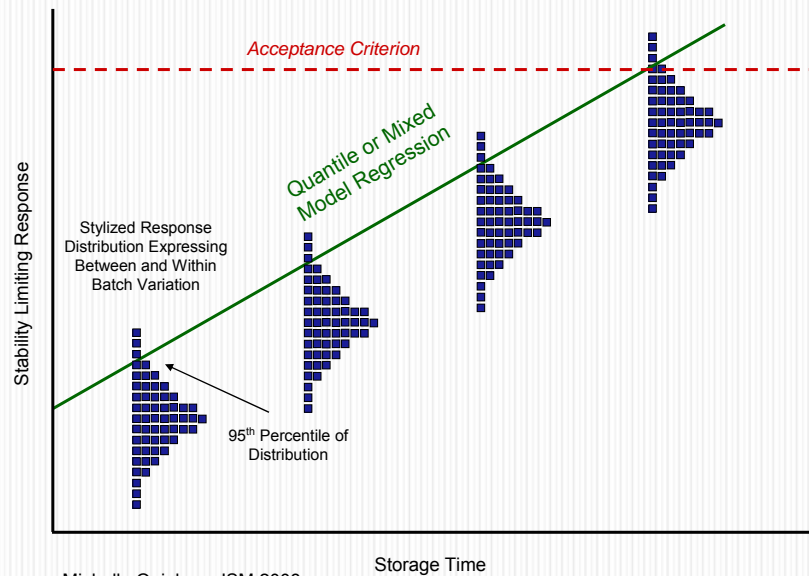 Acceptance Criterion
Quantile or Mixed
Model Regression
Stylized Response
Distribution Expressing
Between and Within
Batch Variation
95th Percentile of
Distribution
Stability Limiting Response
Storage Time